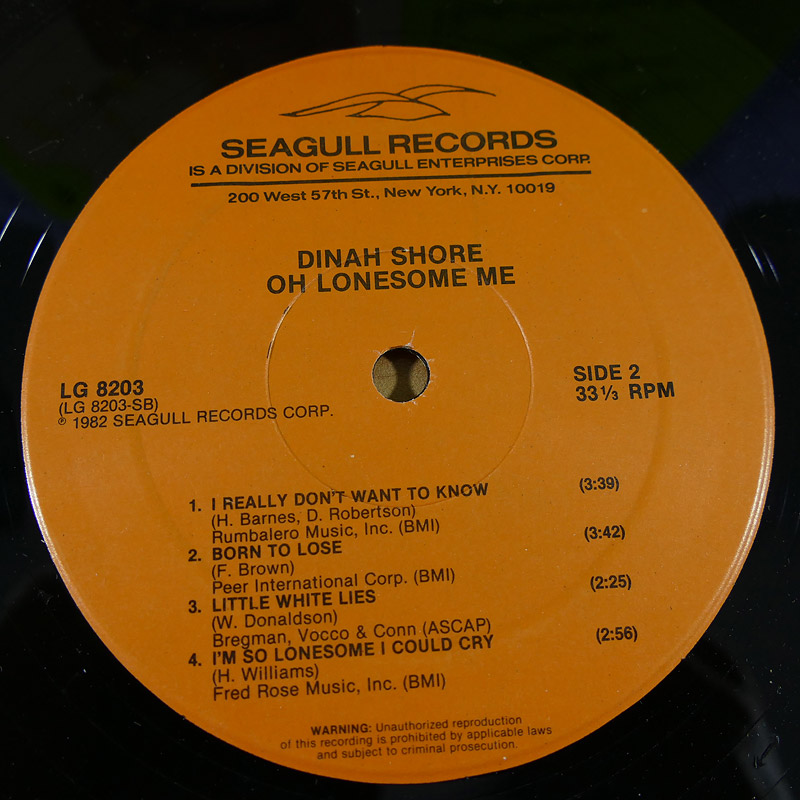 SEAGULL RECORDS
IS A DIVISION OF SEAGULL ENTERPRISES CORP.
200 West 57th St., New York, N.Y. 10019
DINAH SHORE
OH LONESOME ME
LG 8203
(LG 8203-SB)
℗ 1982 SEAGULL RECORDS CORP.
SIDE 2
33 1/3 RPM
1. I REALLY DON'T WANT TO KNOW (3:39)
(H. Barnes, D. Robertson)
Rumbalero Music, Inc. (BMI)
2. BORN TO LOSE (3:42)
(F. Brown)
Peer International Corp. (BMI)
3. LITTLE WHITE LIES (2:25)
(W. Donaldson)
Bregman, Vocco & Conn (ASCAP)
4. I'M SO LONESOME I COULD CRY (2:56)
(H. Williams)
Fred Rose Music, Inc. (BMI)
WARNING: Unauthorized reproduction
of this recording is prohibited by applicable laws
and subject to criminal prosecution.